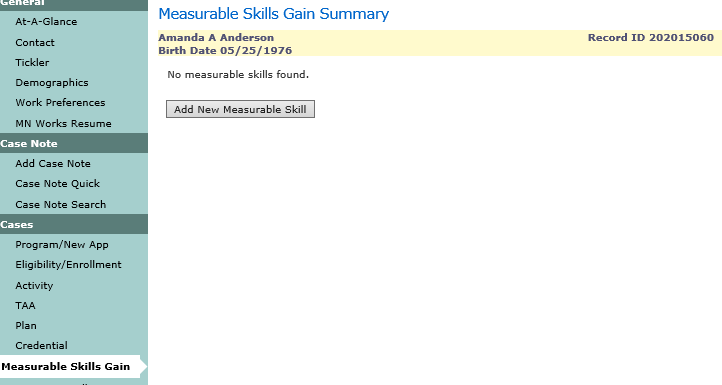 General
At-A-Glance
Contact
Tickler
Demographics
Work Preferences
MN Works Resume
Case Note
Add Case Note
Case Note Quick
Case Note Search
Cases
Program/New App
Eligibility/Enrollment
Activity
TAA
Plan
Credential
Measurable Skills Gain
Measurable Skills Gain Summary
Amanda A Anderson Record ID 202015060
Birth Date 05/25/1976
No measurable skills found.
Add New Measurable Skill